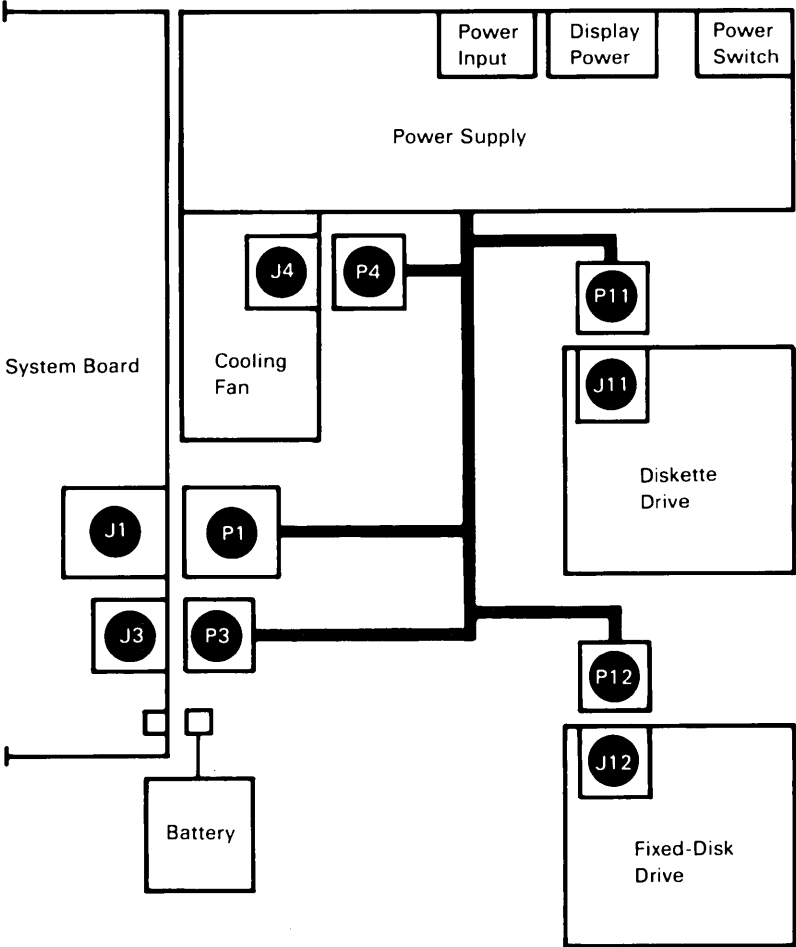 Power
Input
Display
Power
Power
Switch
Power Supply
J4
P4
P11
System Board
Cooling
Fan
J11
Diskette
Drive
J1
P1
J3
P3
P12
J12
Battery
Fixed-Disk
Drive